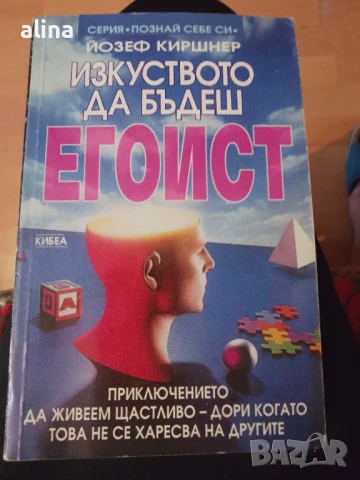 alina
СЕРИЯ "ПОЗНАЙ СЕБЕ СИ"
ЙОЗЕФ КИРШНЕР
ИЗКУСТВОТО
ДА БЪДЕШ
ЕГОИСТ
КИБЕА
A
ПРИКЛЮЧЕНИЕТО
ДА ЖИВЕЕМ ЩАСТЛИВО – ДОРИ КОГАТО
ТОВА НЕ СЕ ХАРЕСВА НА ДРУГИТЕ
BAZAR